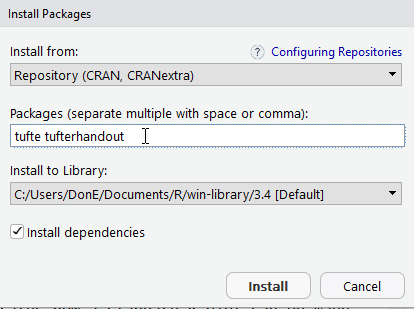 Install Packages
Install from:
? Configuring Repositories
Repository (CRAN, CRANextra)
Packages (separate multiple with space or comma):
tufte tufterhandout
Install to Library:
C:/Users/DonE/Documents/R/win-library/3.4 [Default]
Install dependencies
Install
Cancel